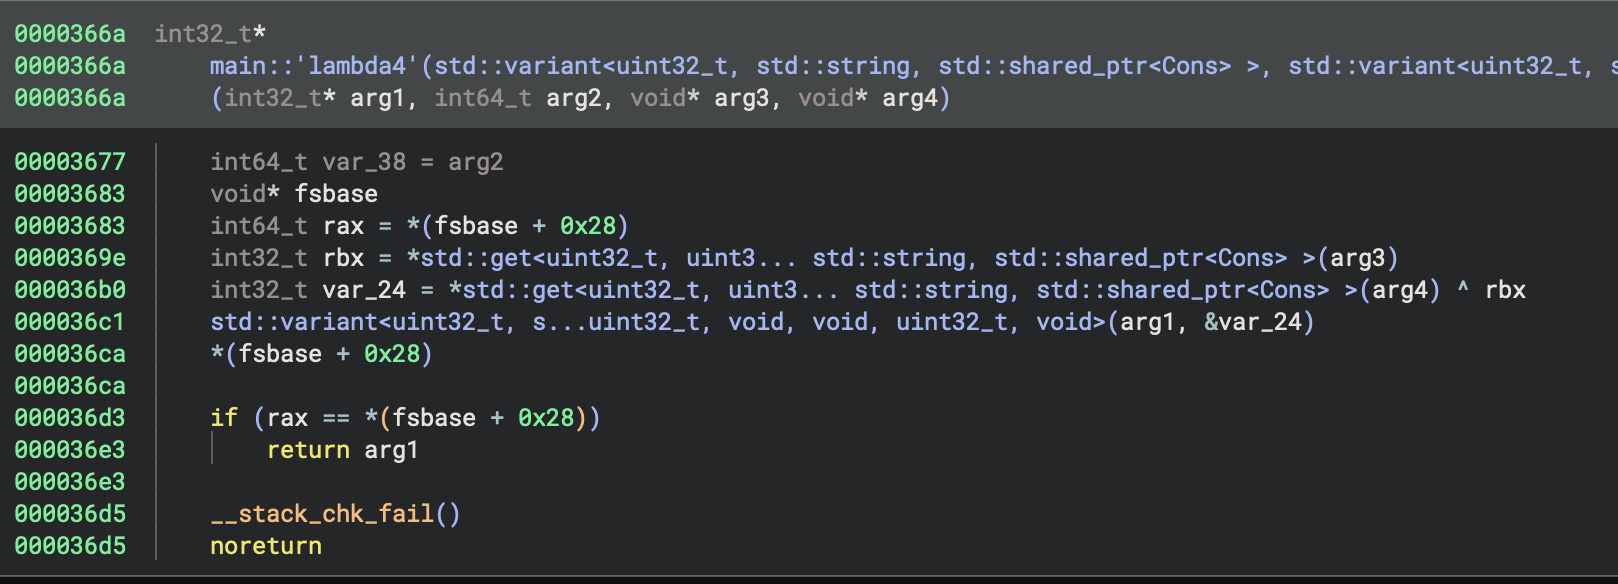 0000366a int32_t*
0000366a main::'lambda4'(std::variant<uint32_t, std::string, std::shared_ptr<Cons> >, std::variant<uint32_t,
0000366a (int32_t* arg1, int64_t arg2, void* arg3, void* arg4)
00003677 int64_t var_38 = arg2
00003683 void* fsbase
00003683 int64_t rax = *(fsbase + 0x28)
0000369e int32_t rbx = *std::get<uint32_t, uint3... std::string, std::shared_ptr<Cons> >(arg3)
000036b0 int32_t var_24 = *std::get<uint32_t, uint3... std::string, std::shared_ptr<Cons> >(arg4) ^ rbx
000036c1 std::variant<uint32_t, s...uint32_t, void, void, uint32_t, void>(arg1, &var_24)
000036ca *(fsbase + 0x28)
000036ca
000036d3 if (rax == *(fsbase + 0x28))
000036e3 return arg1
000036e3
000036d5 __stack_chk_fail()
000036d5 noreturn